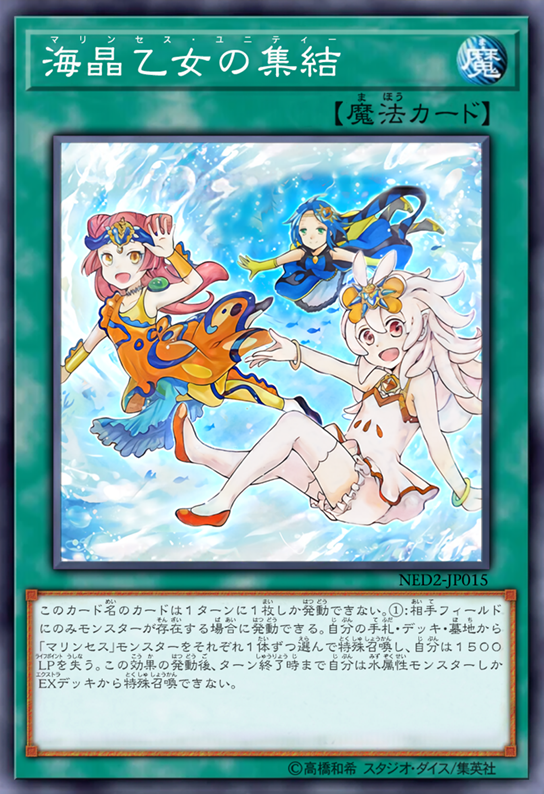 マリンセス・ユニティー
海晶乙女の集結
魔
まほう
【魔法カード】
NED2-JP015
このカード名のカードは1ターンに1枚しか発動できない。①:相手フィールド
にのみモンスターが存在する場合に発動できる。自分の手札・デッキ・墓地から
「マリンセス」モンスターをそれぞれ1体ずつ選んで特殊召喚し、自分は1500
LPを失う。この効果の発動後、ターン終了時まで自分は水属性モンスターしか
EXデッキから特殊召喚できない。
©高橋和希 スタジオ・ダイス/集英社